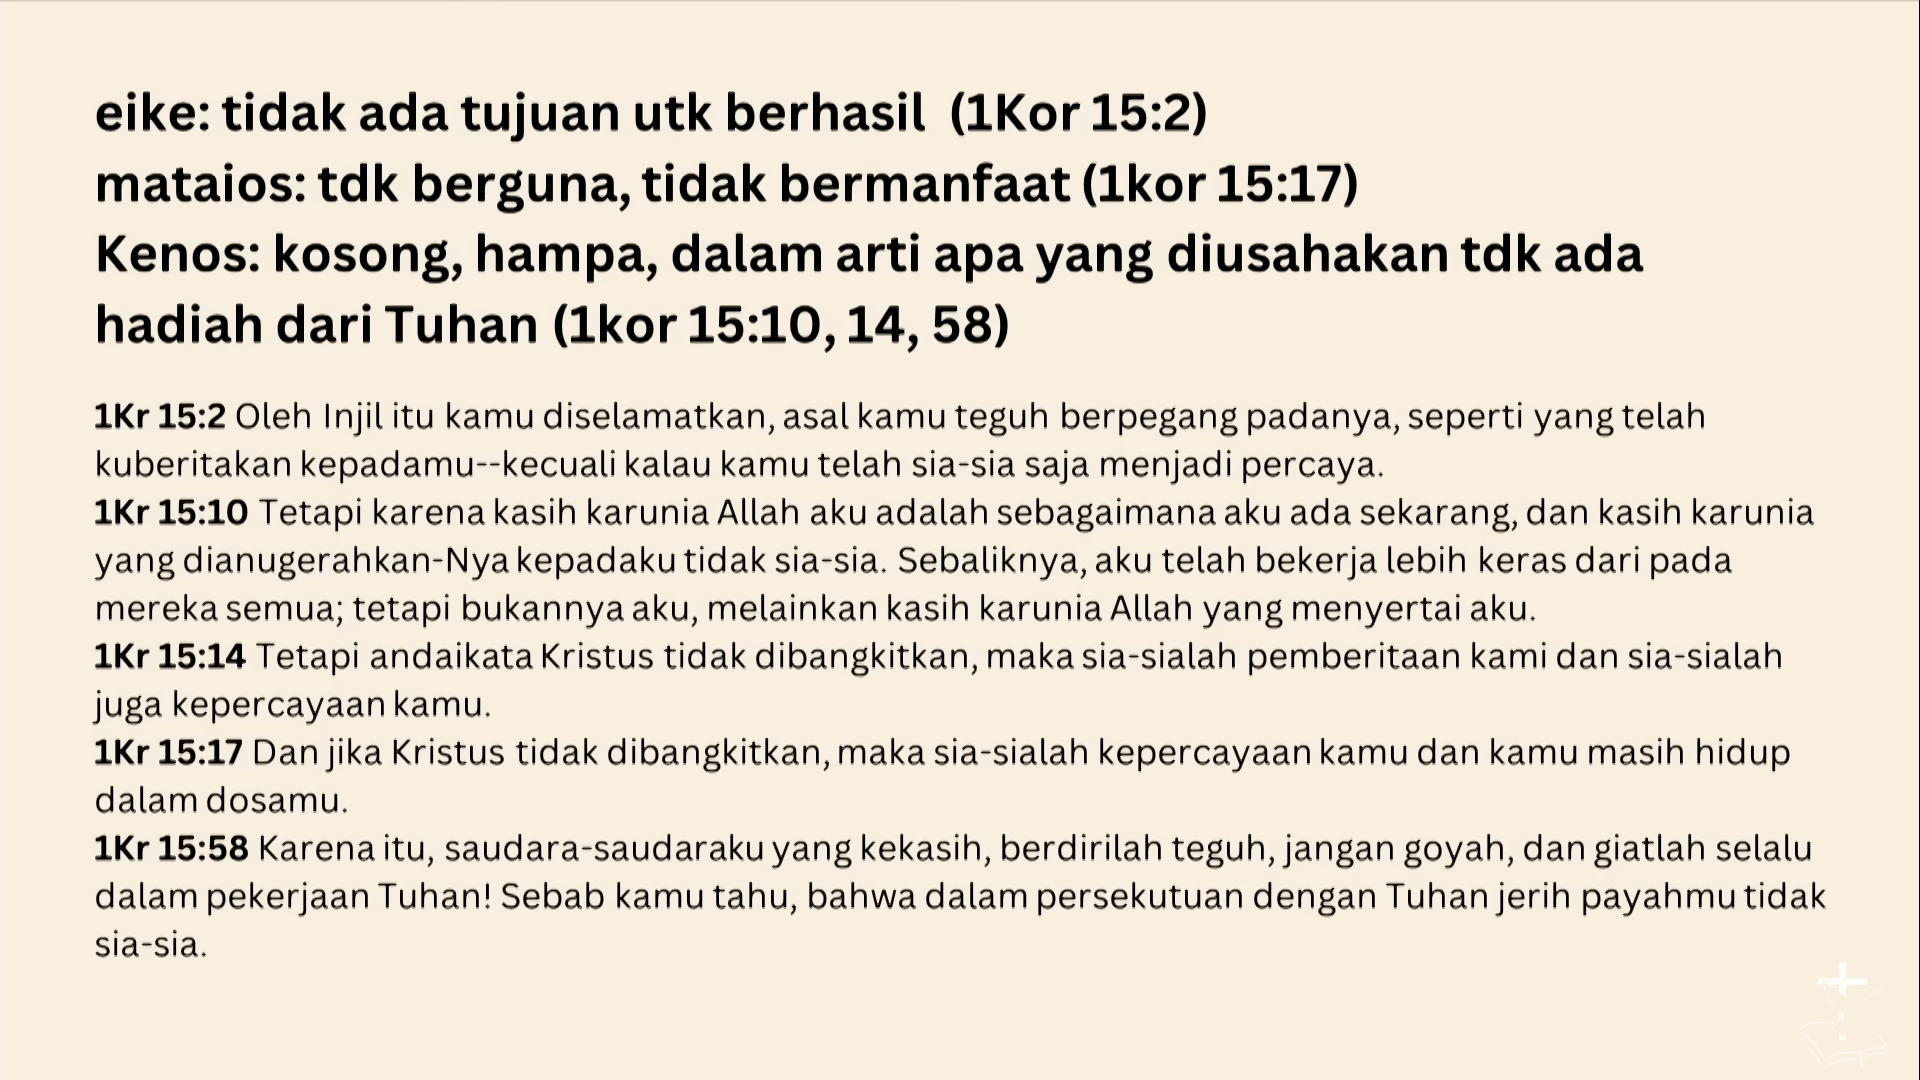 eike: tidak ada tujuan utk berhasil  (1Kor 15:2)
mataios: tdk berguna, tidak bermanfaat (1kor 15:17)
Kenos: kosong, hampa, dalam arti apa yang diusahakan tdk ada
hadiah dari Tuhan (1kor 15:10, 14, 58)
1Kr 15:2 Oleh Injil itu kamu diselamatkan, asal kamu teguh berpegang padanya, seperti yang telah
kuberitakan kepadamu--kecuali kalau kamu telah sia-sia saja menjadi percaya.
1Kr 15:10 Tetapi karena kasih karunia Allah aku adalah sebagaimana aku ada sekarang, dan kasih karunia
yang dianugerahkan-Nya kepadaku tidak sia-sia. Sebaliknya, aku telah bekerja lebih keras dari pada
mereka semua; tetapi bukannya aku, melainkan kasih karunia Allah yang menyertai aku.
1Kr 15:14 Tetapi andaikata Kristus tidak dibangkitkan, maka sia-sialah pemberitaan kami dan sia-sialah
juga kepercayaan kamu.
1Kr 15:17 Dan jika Kristus tidak dibangkitkan, maka sia-sialah kepercayaan kamu dan kamu masih hidup
dalam dosamu.
1Kr 15:58 Karena itu, saudara-saudaraku yang kekasih, berdirilah teguh, jangan goyah, dan giatlah selalu
dalam pekerjaan Tuhan! Sebab kamu tahu, bahwa dalam persekutuan dengan Tuhan jerih payahmu tidak
sia-sia.